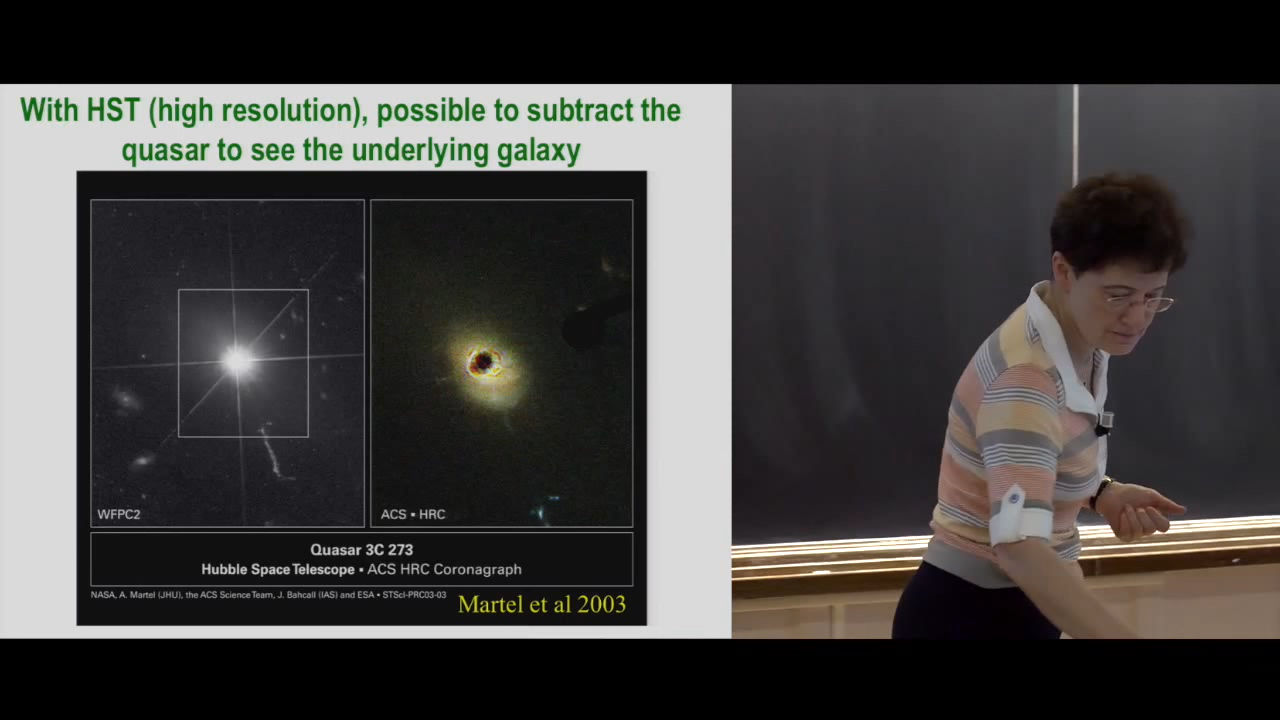 With HST (high resolution), possible to subtract the
quasar to see the underlying galaxy
WFPC2
ACS ▪ HRC
Quasar 3C 273
Hubble Space Telescope ▪ ACS HRC Coronagraph
NASA, A. Martel (JHU), the ACS Science Team, J. Bahcall (IAS) and ESA ▪ STScI-PRC03-03
Martel et al 2003